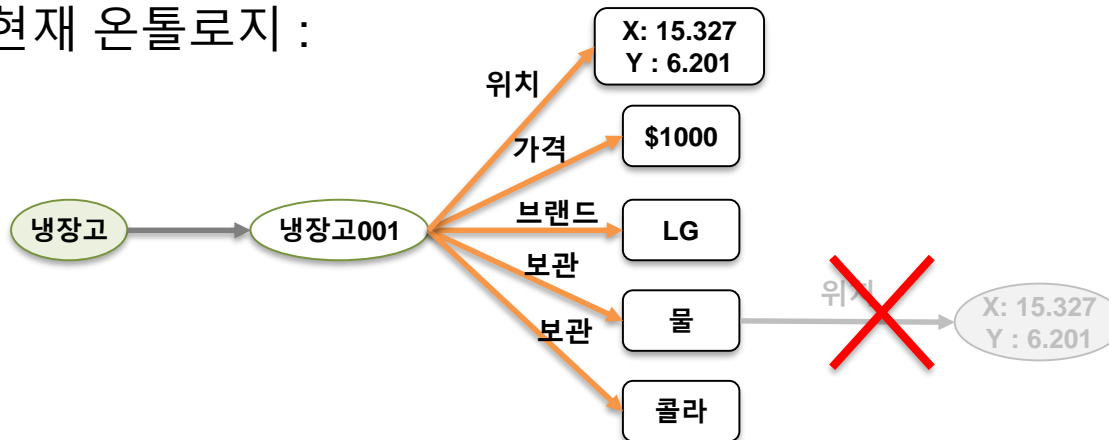 현재 온톨로지 :
X: 15.327
Y : 6.201
위치
가격
$1000
브랜드
LG
냉장고
냉장고001
보관
물
위치
X: 15.327
Y : 6.201
보관
콜라